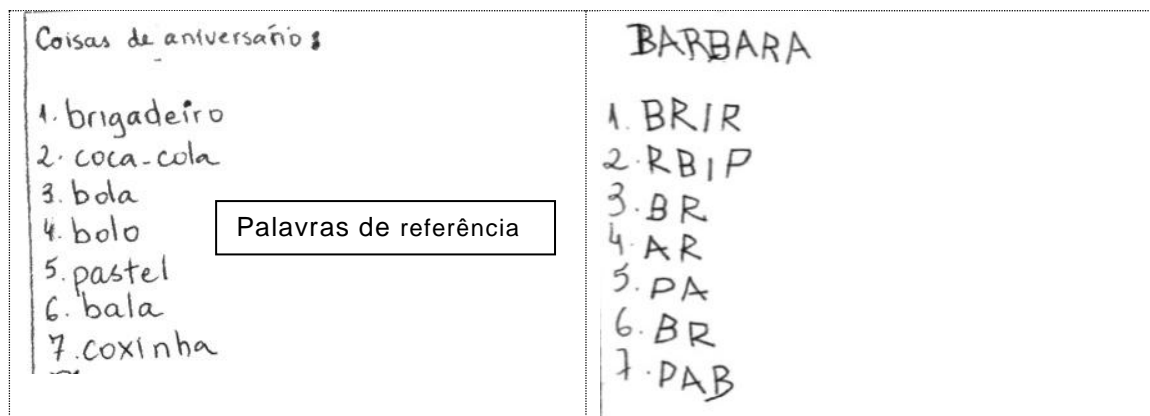 Coisas de aniversário:
1. brigadeiro
2. coca-cola
3. bola
4. bolo
5. pastel
6. bala
7. coxinha
Palavras de referência
BARBARA
1. BRIR
2. RBIP
3. BR
4. AR
5. PA
6. BR
7. PAB